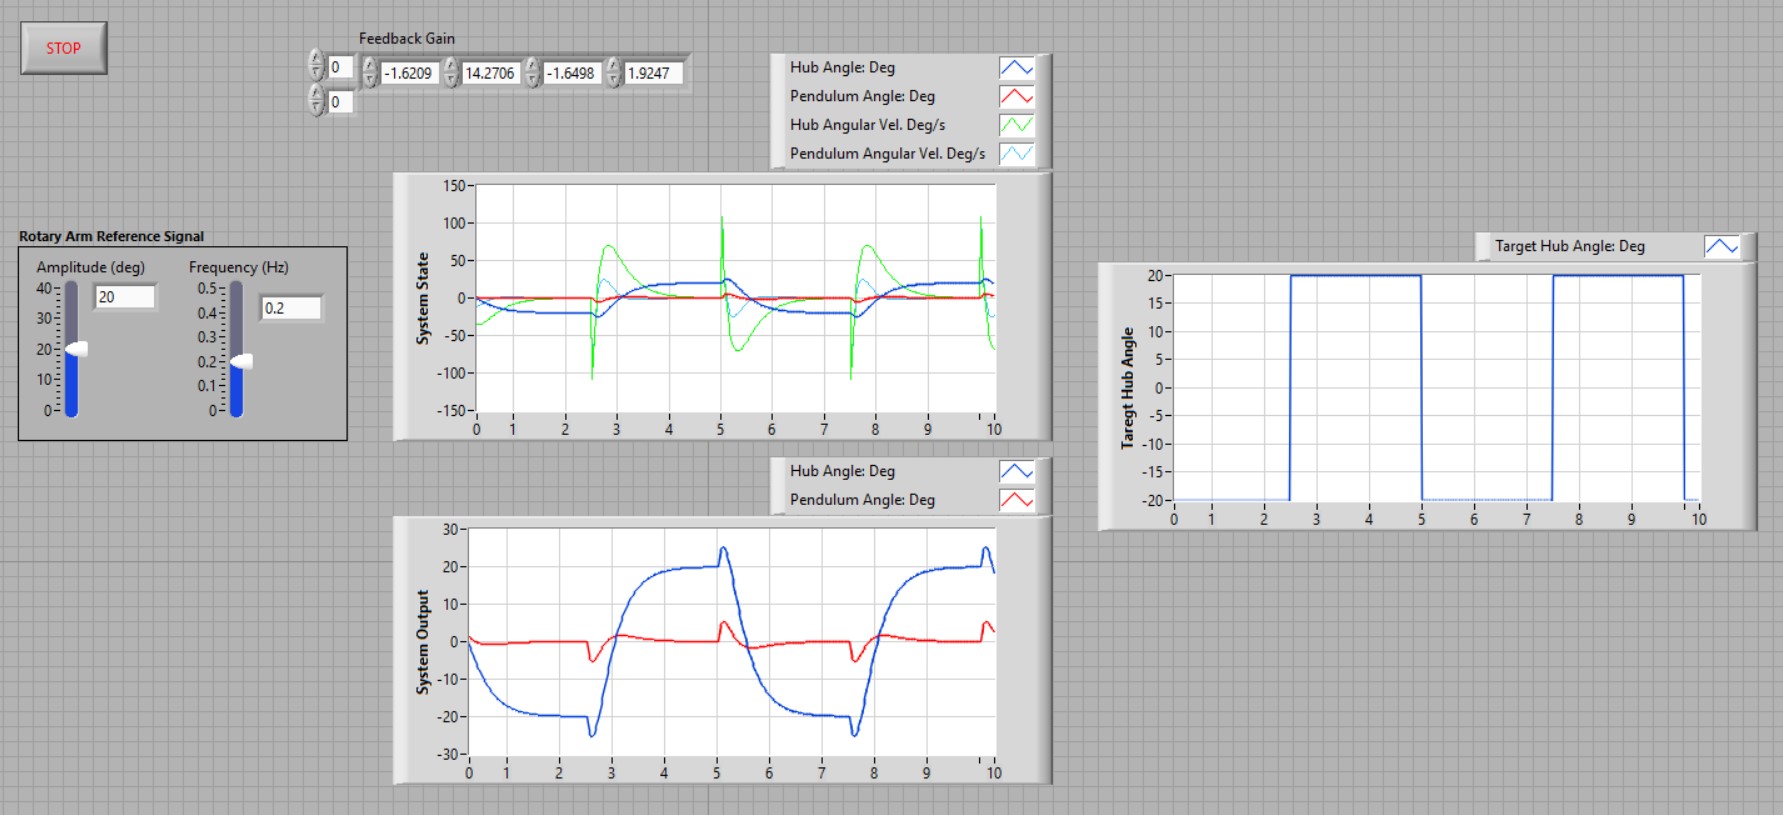 STOP
Feedback Gain
0
-1.6209 14.2706 -1.6498 1.9247
0
Hub Angle: Deg
Pendulum Angle: Deg
Hub Angular Vel. Deg/s
Pendulum Angular Vel. Deg/s
Rotary Arm Reference Signal
Amplitude (deg)
40
30
20
10
0
20
Frequency (Hz)
0.5
0.4
0.3
0.2
0.1
0
0.2
System State
150
100
50
0
-50
-100
-150
0 1 2 3 4 5 6 7 8 9 10
Target Hub Angle: Deg
Taregt Hub Angle
20
15
10
5
0
-5
-10
-15
-20
0 1 2 3 4 5 6 7 8 9 10
Hub Angle: Deg
Pendulum Angle: Deg
System Output
30
20
10
0
-10
-20
-30
0 1 2 3 4 5 6 7 8 9 10